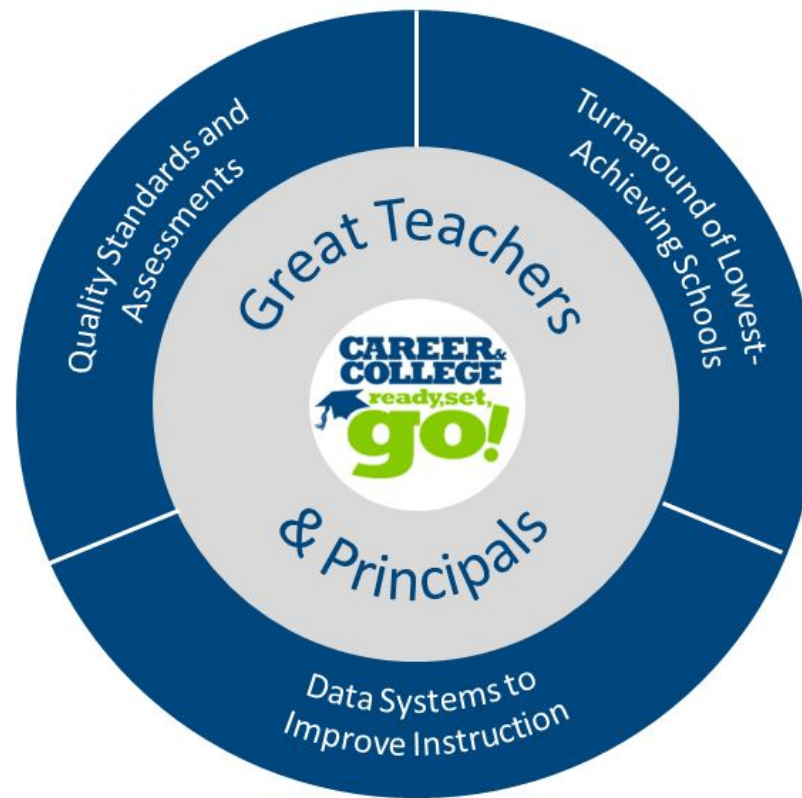 Quality Standards and
Assessments
Turnaround of Lowest-
Achieving Schools
Great Teachers
CAREER &
COLLEGE
ready, set,
go!
& Principals
Data Systems to
Improve Instruction